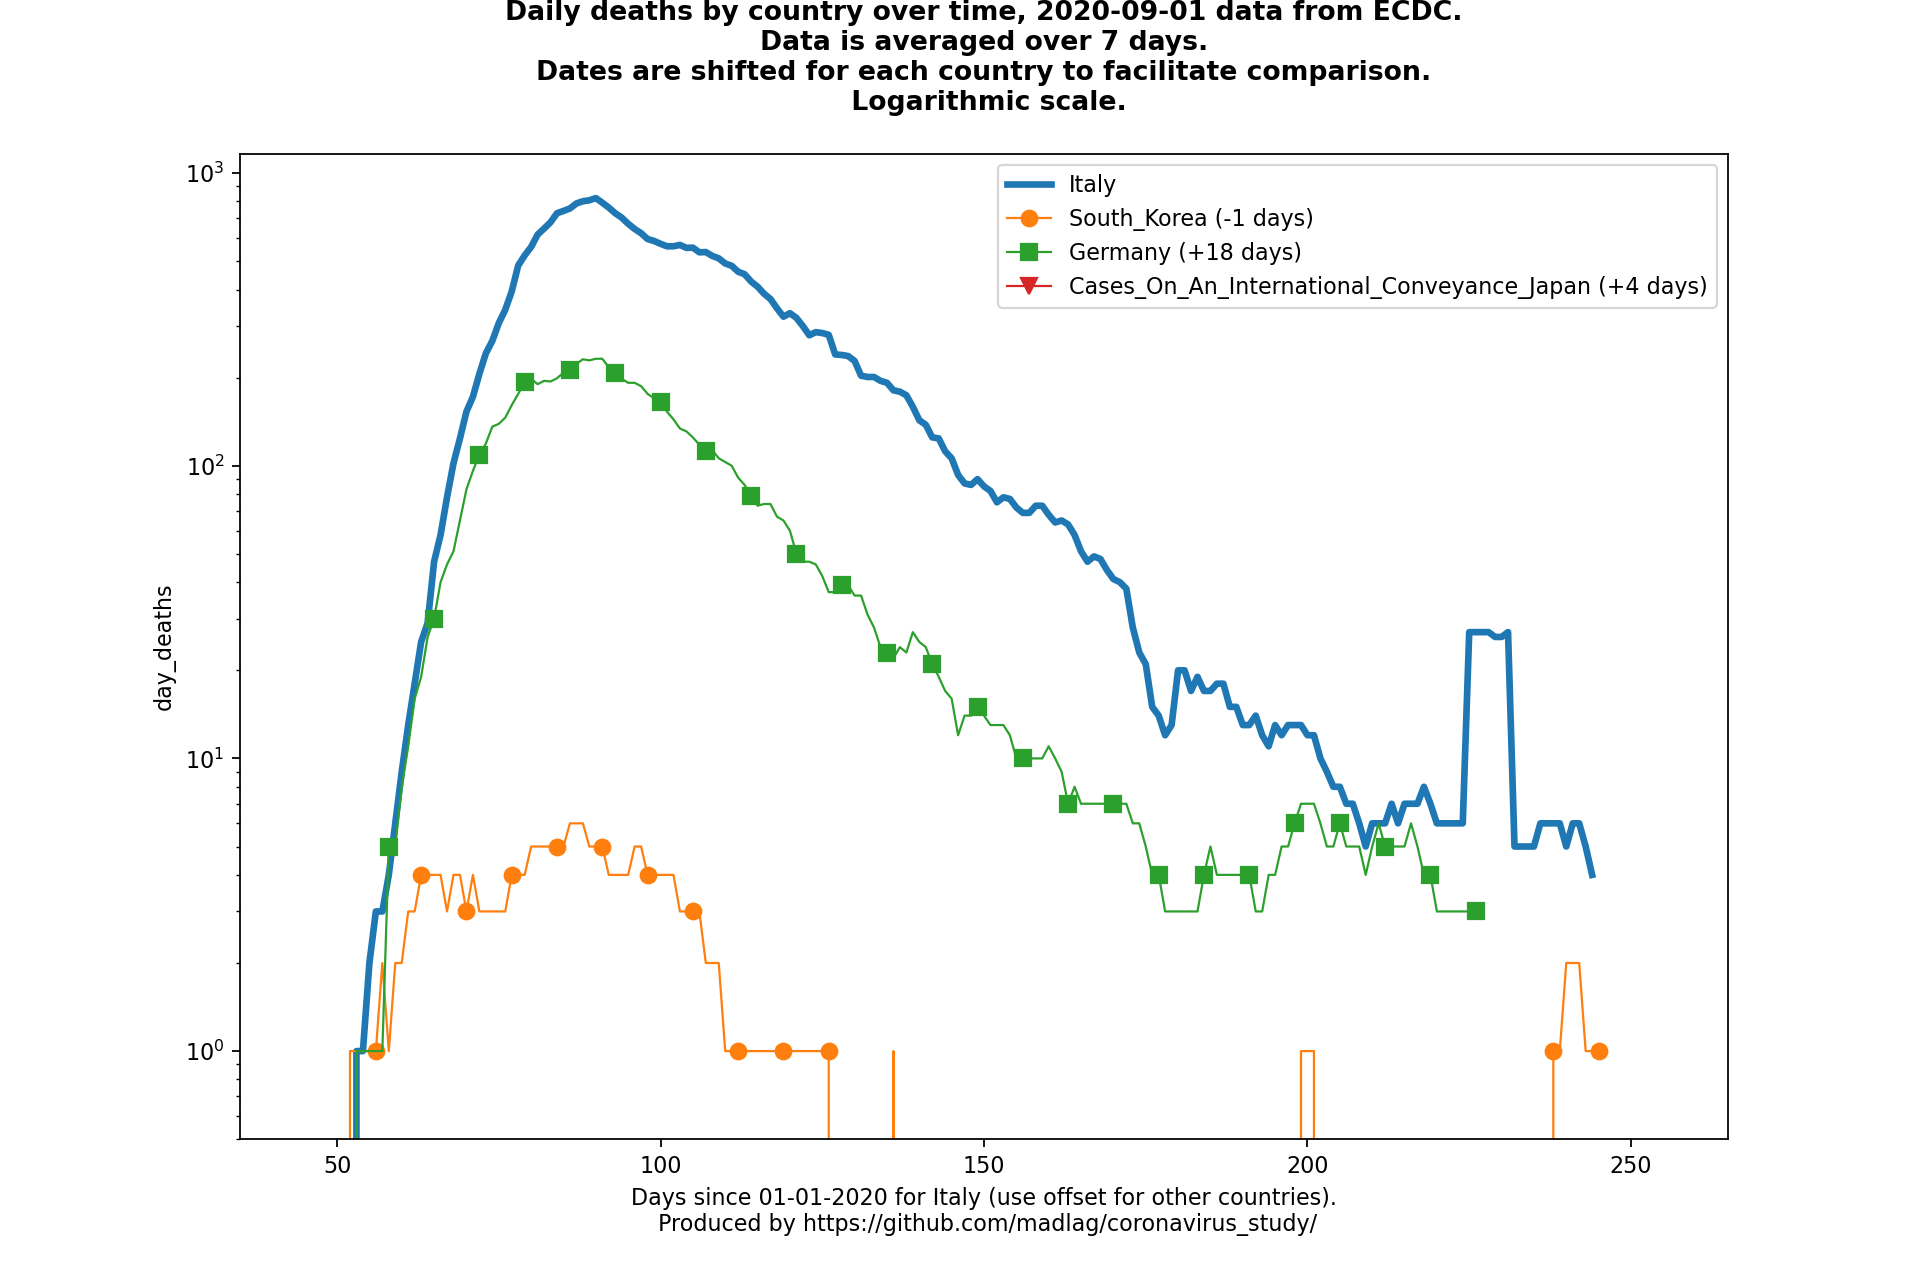 Daily deaths by country over time, 2020-09-01 data from ECDC.
Data is averaged over 7 days.
Dates are shifted for each country to facilitate comparison.
Logarithmic scale.
10³
10²
10¹
10⁰
day_deaths
Italy
South_Korea (-1 days)
Germany (+18 days)
Cases_On_An_International_Conveyance_Japan (+4 days)
50
100
150
200
250
Days since 01-01-2020 for Italy (use offset for other countries).
Produced by https://github.com/madlag/coronavirus_study/